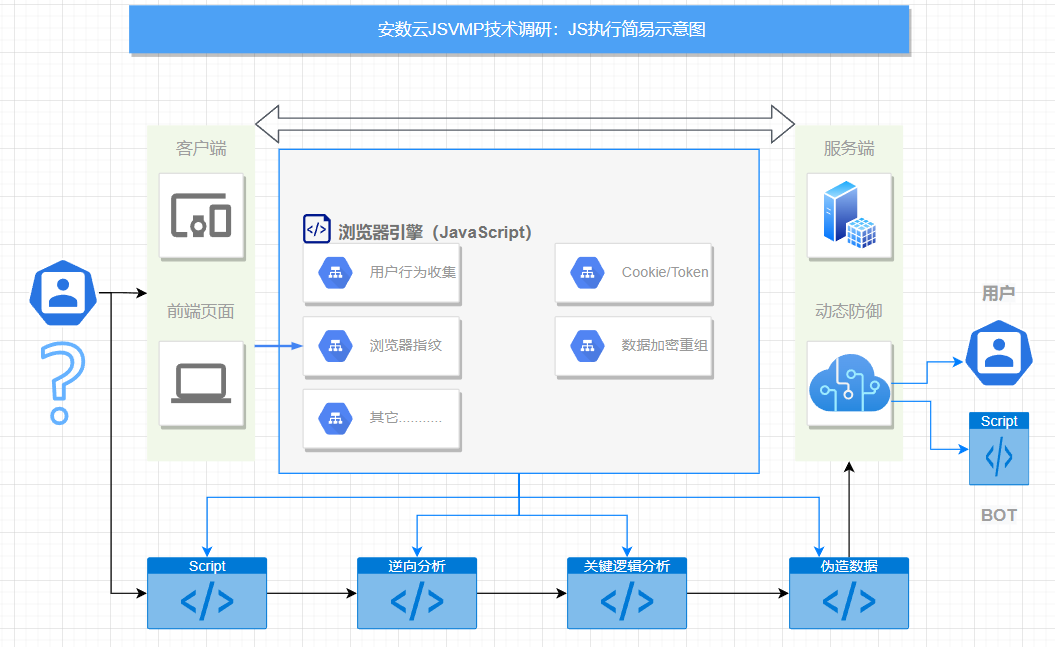 安数云JSVMP技术调研：JS执行简易示意图
客户端
服务端
</> 浏览器引擎（JavaScript）
用户行为收集
Cookie/Token
用户
前端页面
动态防御
浏览器指纹
数据加密重组
?
其它...........
Script
</>
BOT
Script
逆向分析
关键逻辑分析
伪造数据
</>
</>
</>
</>